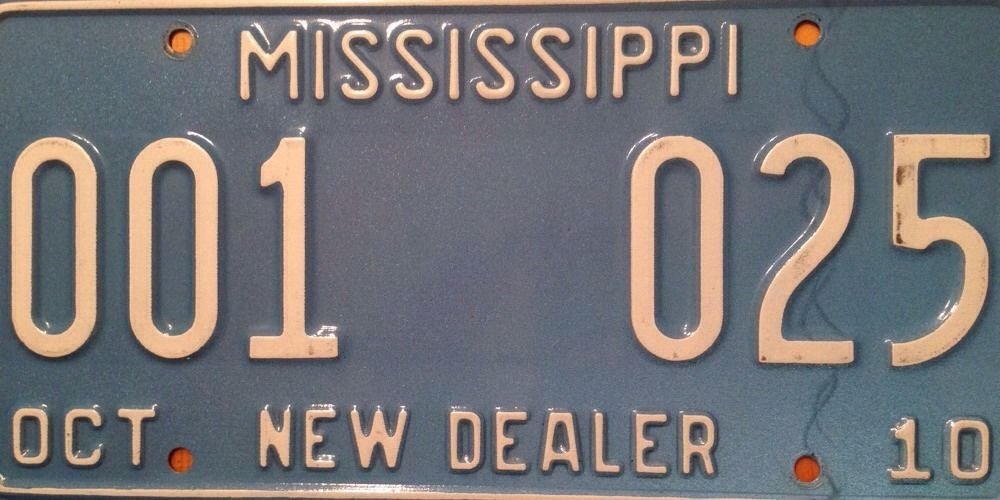 MISSISSIPPI
001 025
OCT NEW DEALER 10